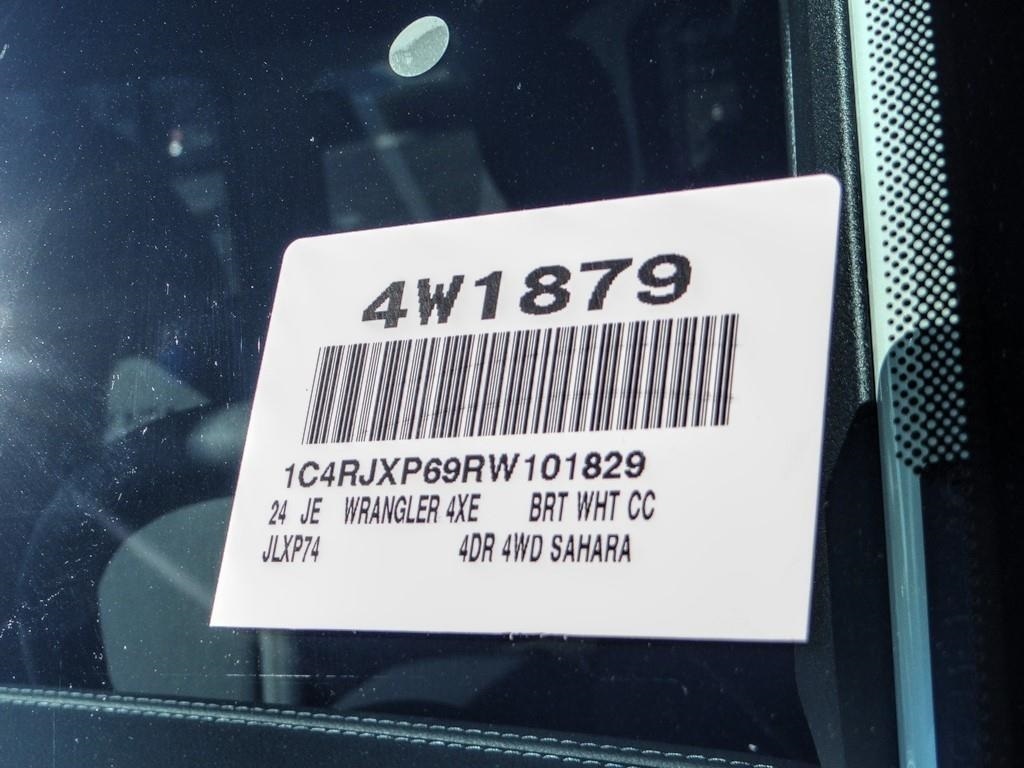 4W1879
1C4RJXP69RW101829
24 JE WRANGLER 4XE BRT WHT CC
JLXP74 4DR 4WD SAHARA